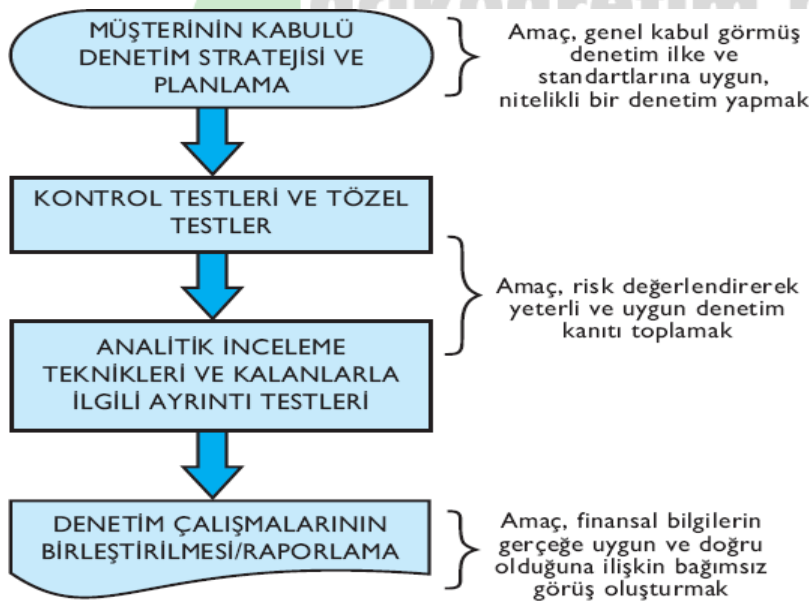 MÜŞTERİNİN KABULÜ
DENETİM STRATEJİSİ VE
PLANLAMA
Amaç, genel kabul görmüş
denetim ilke ve
standartlarına uygun,
nitelikli bir denetim yapmak
KONTROL TESTLERİ VE TÖZEL
TESTLER
Amaç, risk değerlendirerek
yeterli ve uygun denetim
kanıtı toplamak
ANALİTİK İNCELEME
TEKNİKLERİ VE KALANLARLA
İLGİLİ AYRINTI TESTLERİ
DENETİM ÇALIŞMALARININ
BİRLEŞTİRİLMESİ/RAPORLAMA
Amaç, finansal bilgilerin
gerçeğe uygun ve doğru
olduğuna ilişkin bağımsız
görüş oluşturmak